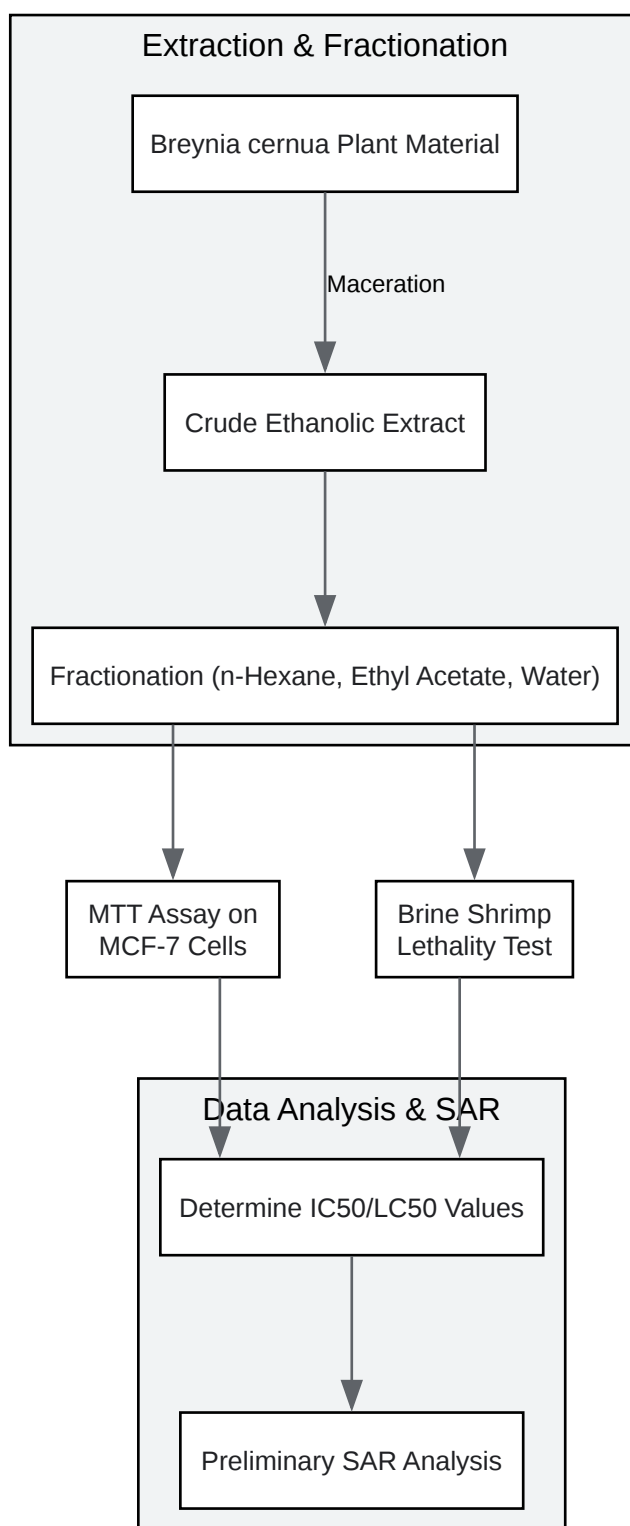 Extraction & Fractionation
Breynia cernua Plant Material
Maceration
Crude Ethanolic Extract
Fractionation (n-Hexane, Ethyl Acetate, Water)
MTT Assay on
MCF-7 Cells
Brine Shrimp
Lethality Test
Data Analysis & SAR
Determine IC50/LC50 Values
Preliminary SAR Analysis